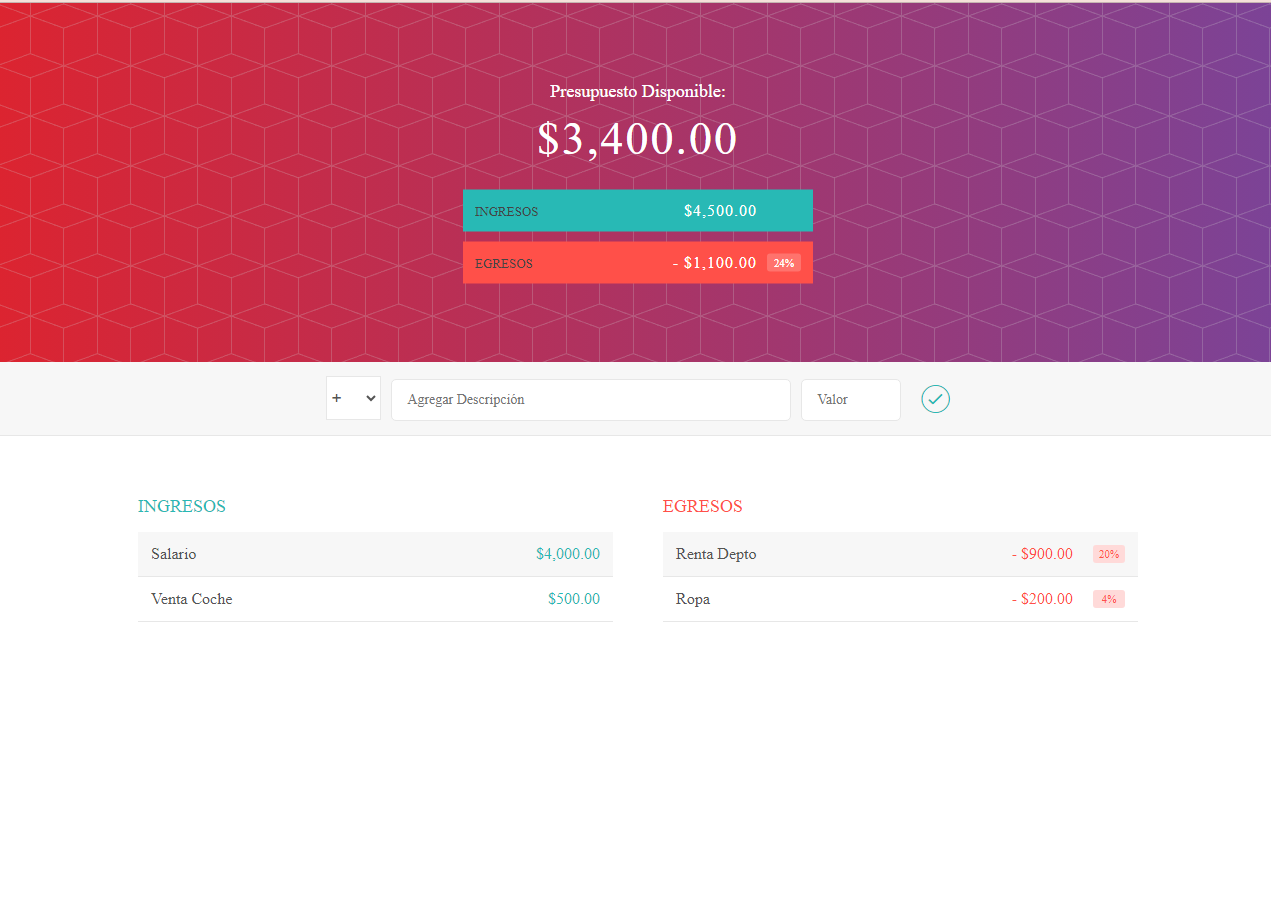 Presupuesto Disponible:
$3,400.00
INGRESOS $4,500.00
EGRESOS - $1,100.00 24%
+ Agregar Descripción Valor
INGRESOS
Salario $4,000.00
Venta Coche $500.00
EGRESOS
Renta Depto - $900.00 20%
Ropa - $200.00 4%